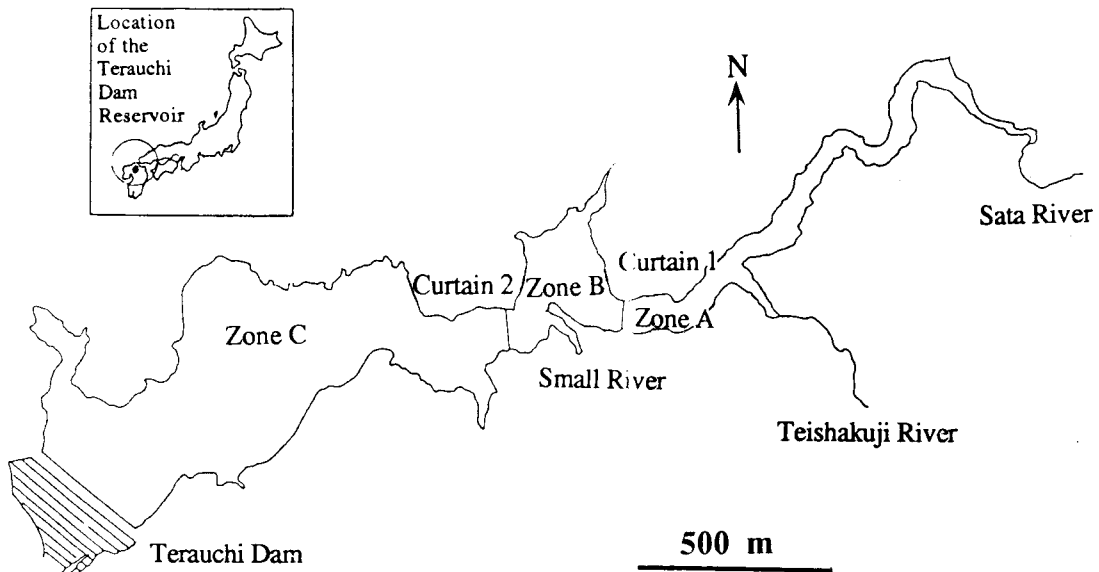 Location
of the
Terauchi
Dam
Reservoir
N
Sata River
Curtain 1
Curtain 2
Zone B
Zone A
Zone C
Small River
Teishakuji River
Terauchi Dam
500 m